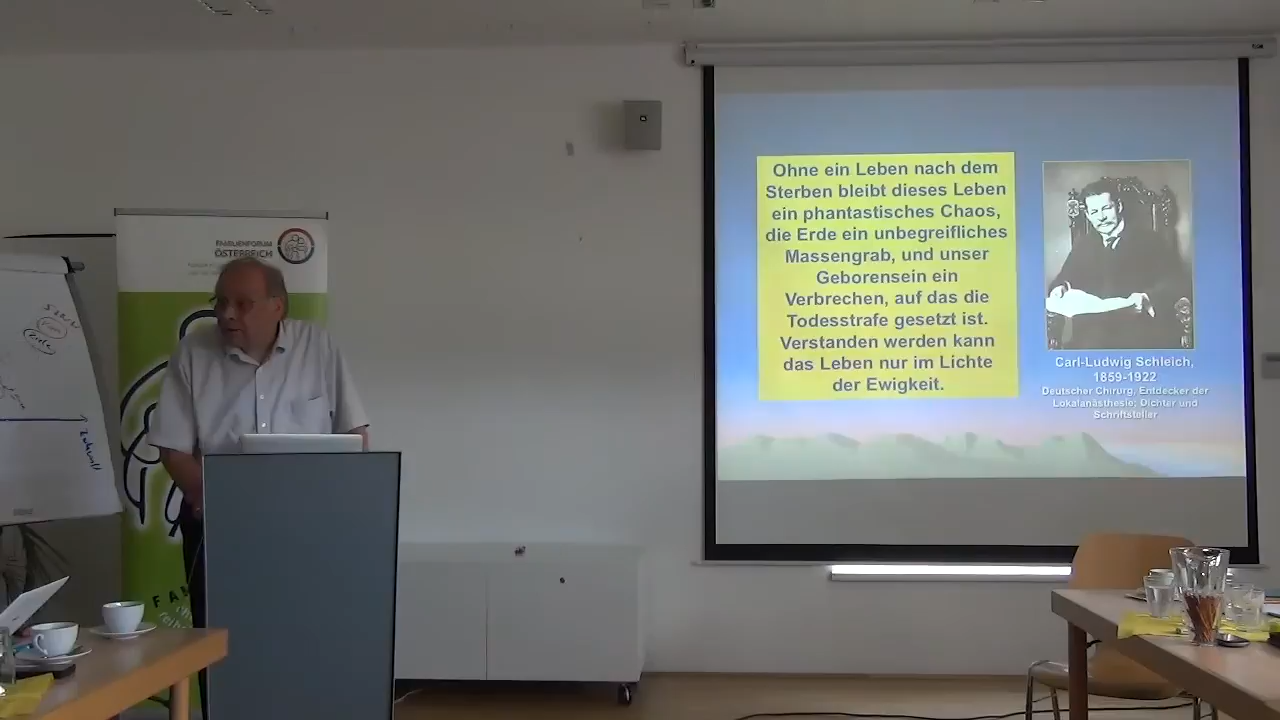 FAMILIENFORUM
ÖSTERREICH
Ohne ein Leben nach dem
Sterben bleibt dieses Leben
ein phantastisches Chaos,
die Erde ein unbegreifliches
Massengrab, und unser
Geborensein ein
Verbrechen, auf das die
Todesstrafe gesetzt ist.
Verstanden werden kann
das Leben nur im Lichte
der Ewigkeit.
Carl-Ludwig Schleich,
1859-1922
Deutscher Chirurg, Entdecker der
Lokalanästhesie; Dichter und
Schriftsteller